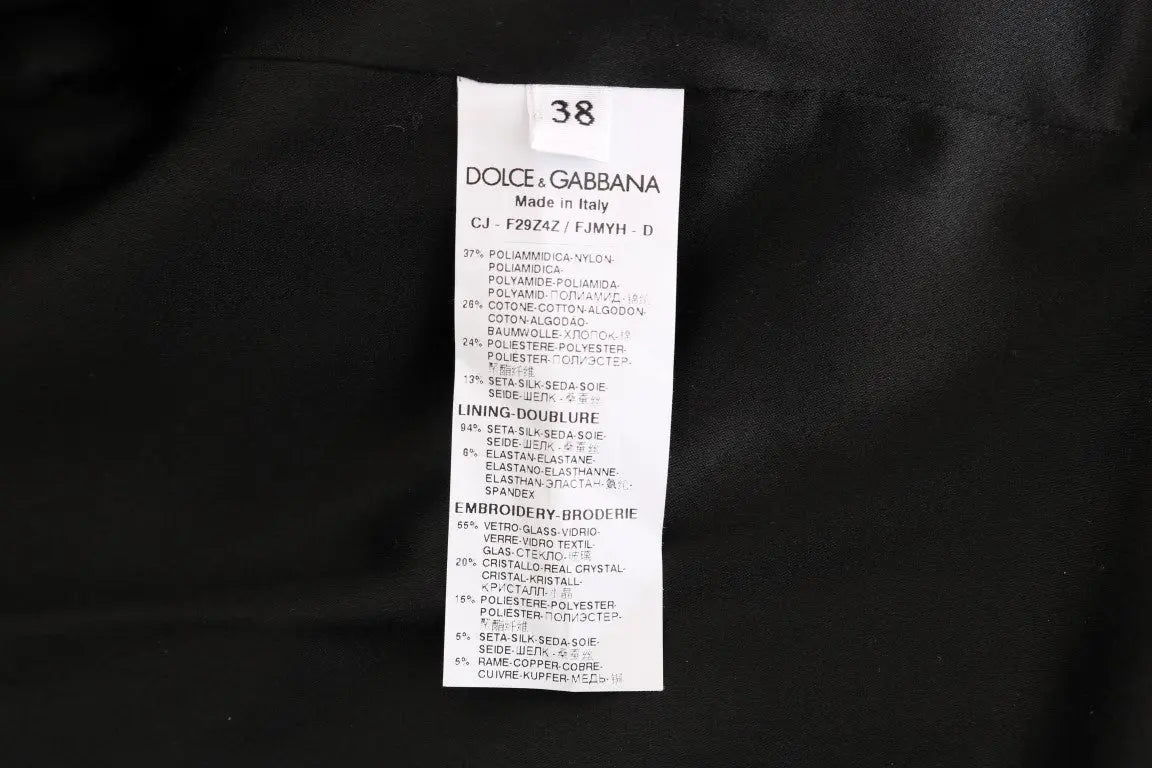 38
DOLCE & GABBANA
Made in Italy
CJ - F29Z4Z / FJMYH - D
37% POLIAMMIDICA-NYLON-
POLIAMIDICA-
POLYAMIDE-POLIAMIDA-
POLYAMID-ПОЛИАМИД-锦纶
26% COTONE-COTTON-ALGODON-
COTON-ALGODÃO-
BAUMWOLLE-ХЛОПОК-棉
24% POLIESTERE-POLYESTER-
POLIESTER-ПОЛИЭСТЕР-
聚酯纤维
13% SETA-SILK-SEDA-SOIE-
SEIDE-ШЕЛК - 桑蚕丝
LINING-DOUBLURE
94% SETA-SILK-SEDA-SOIE-
SEIDE-ШЕЛК - 桑蚕丝
6% ELASTAN-ELASTANE-
ELASTANO-ELASTHANNE-
ELASTHAN-ЭЛАСТАН-氨纶-
SPANDEX
EMBROIDERY-BRODERIE
55% VETRO-GLASS-VIDRIO-
VERRE-VIDRO TEXTIL-
GLAS-СТЕКЛО-玻璃
20% CRISTALLO-REAL CRYSTAL-
CRISTAL-KRISTALL-
КРИСТАЛЛ-水晶
15% POLIESTERE-POLYESTER-
POLIESTER-ПОЛИЭСТЕР-
聚酯纤维
5% SETA-SILK-SEDA-SOIE-
SEIDE-ШЕЛК - 桑蚕丝
5% RAME-COPPER-COBRE-
CUIVRE-KUPFER-МЕДЬ-铜